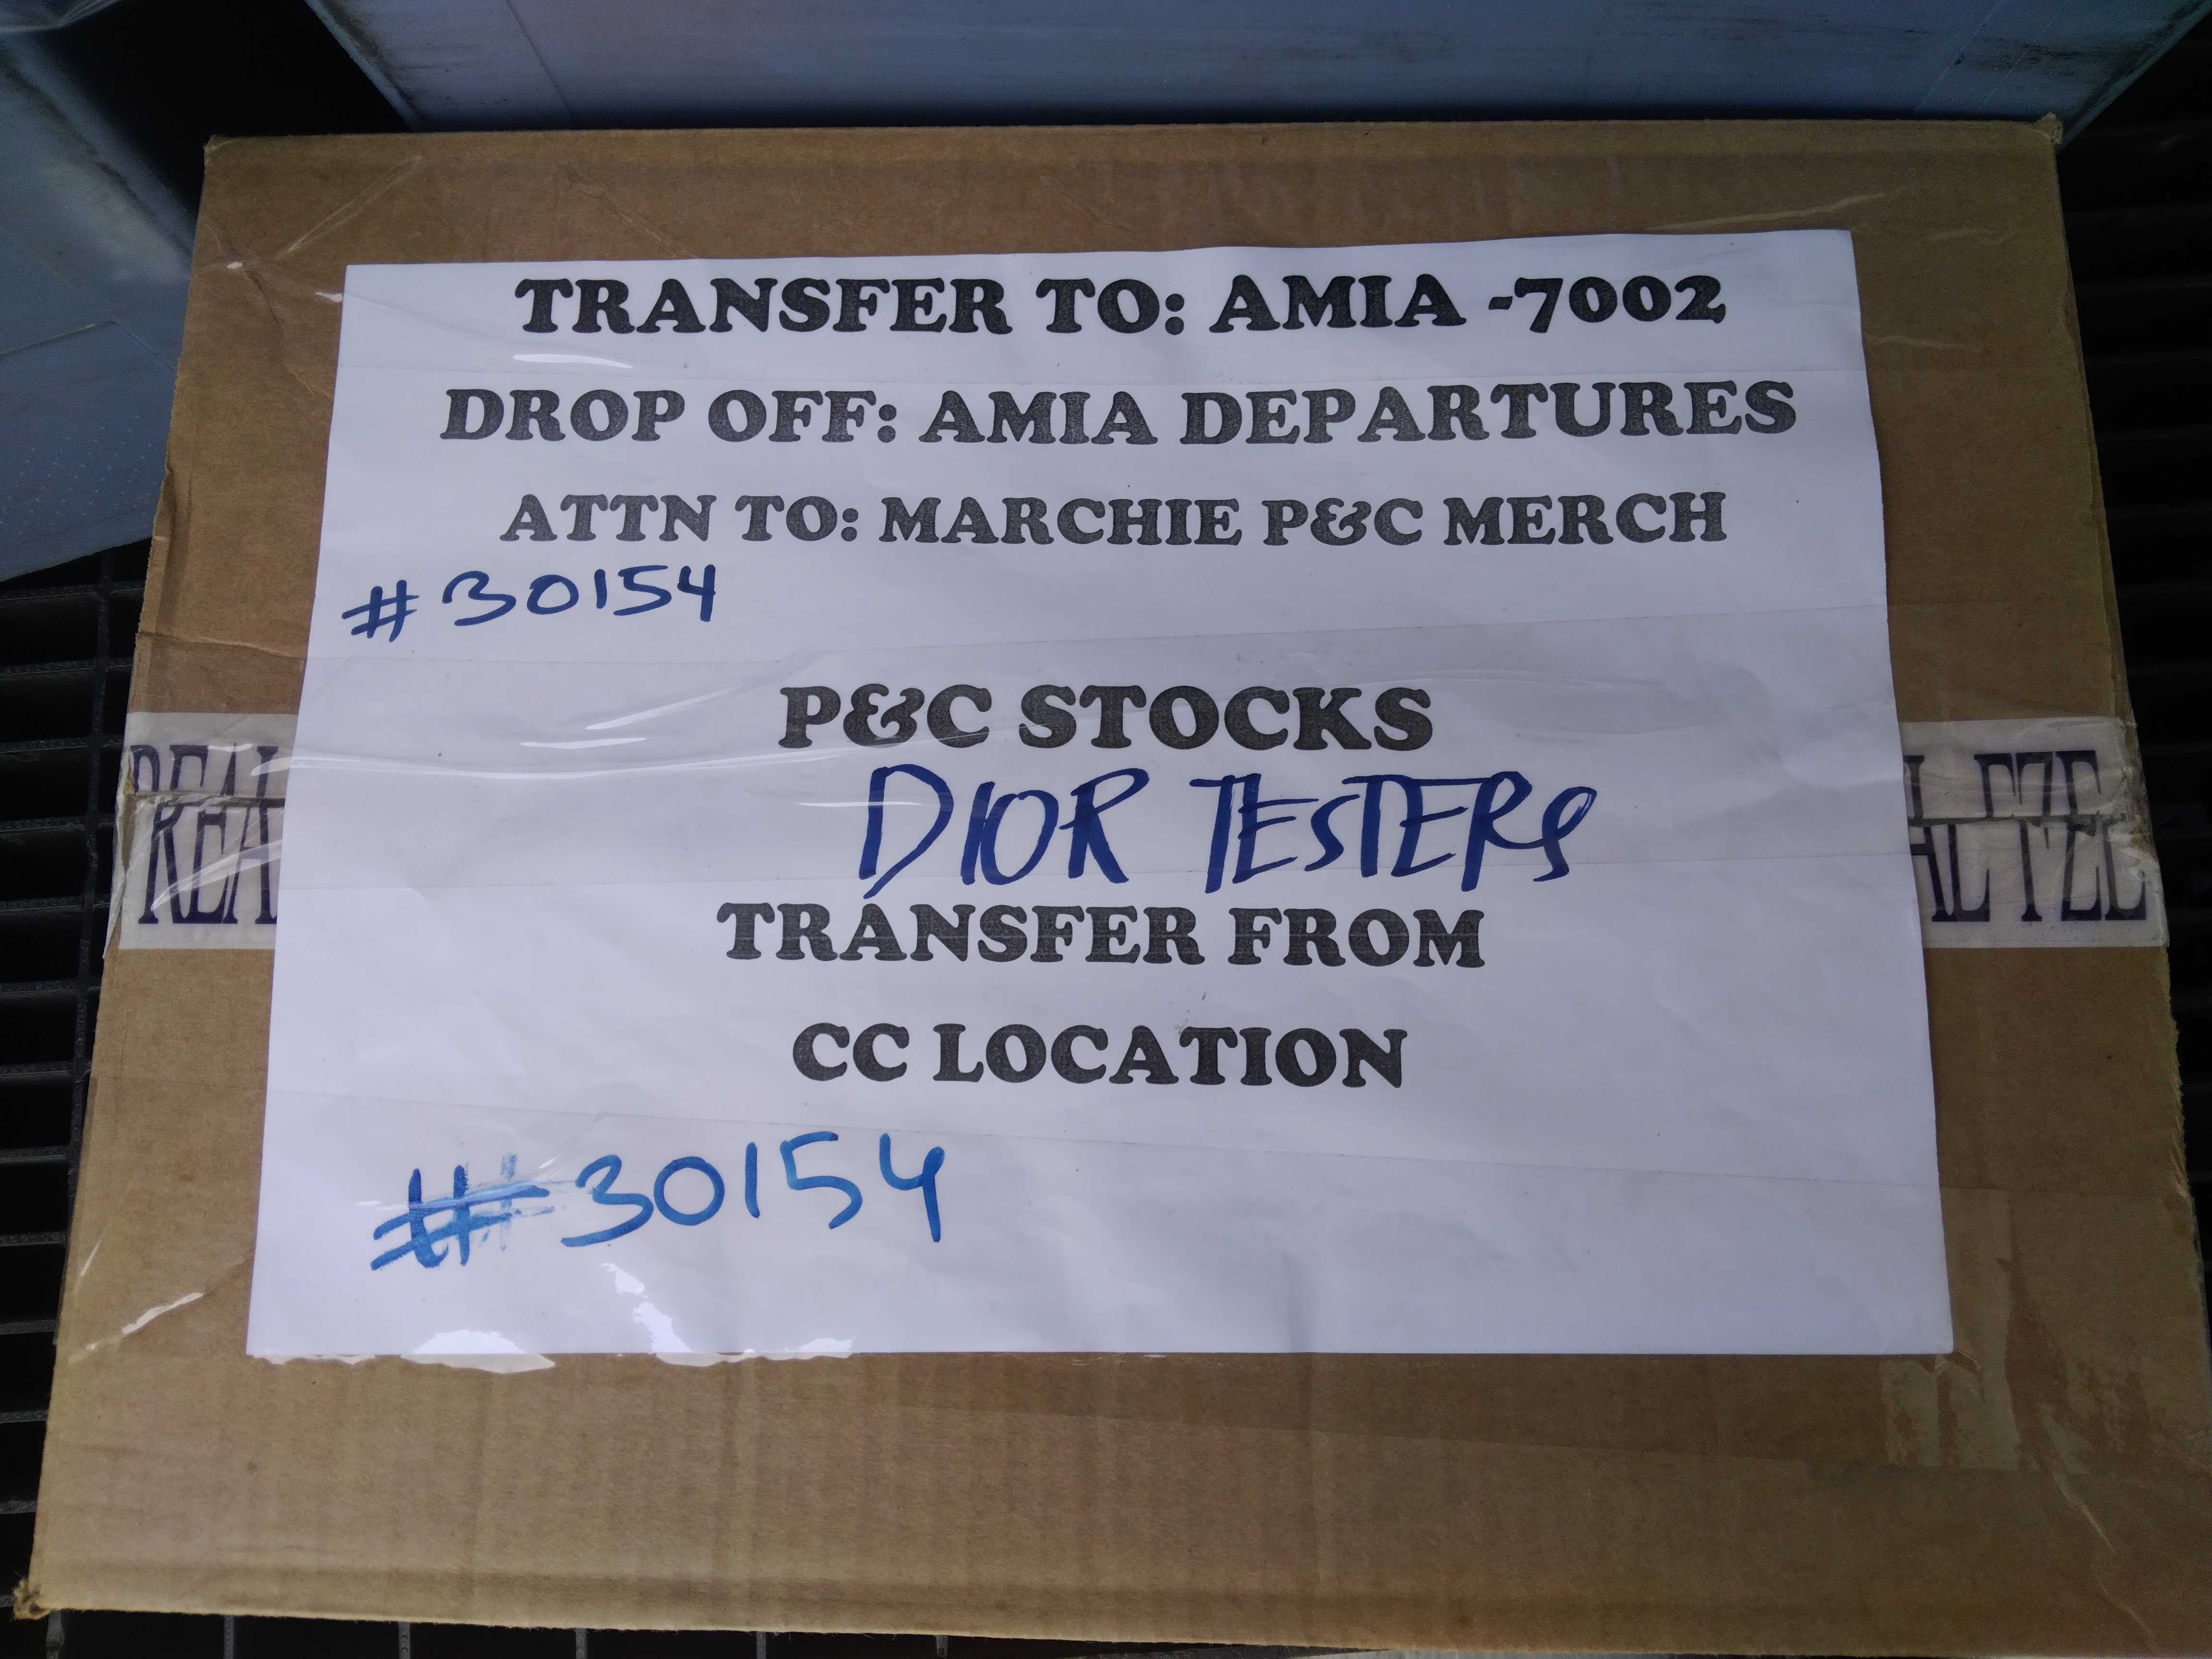 TRANSFER TO: AMIA -7002
DROP OFF: AMIA DEPARTURES
ATTN TO: MARCHIE P&C MERCH
#30154
P&C STOCKS
DIOR TESTERS
TRANSFER FROM
CC LOCATION
#30154